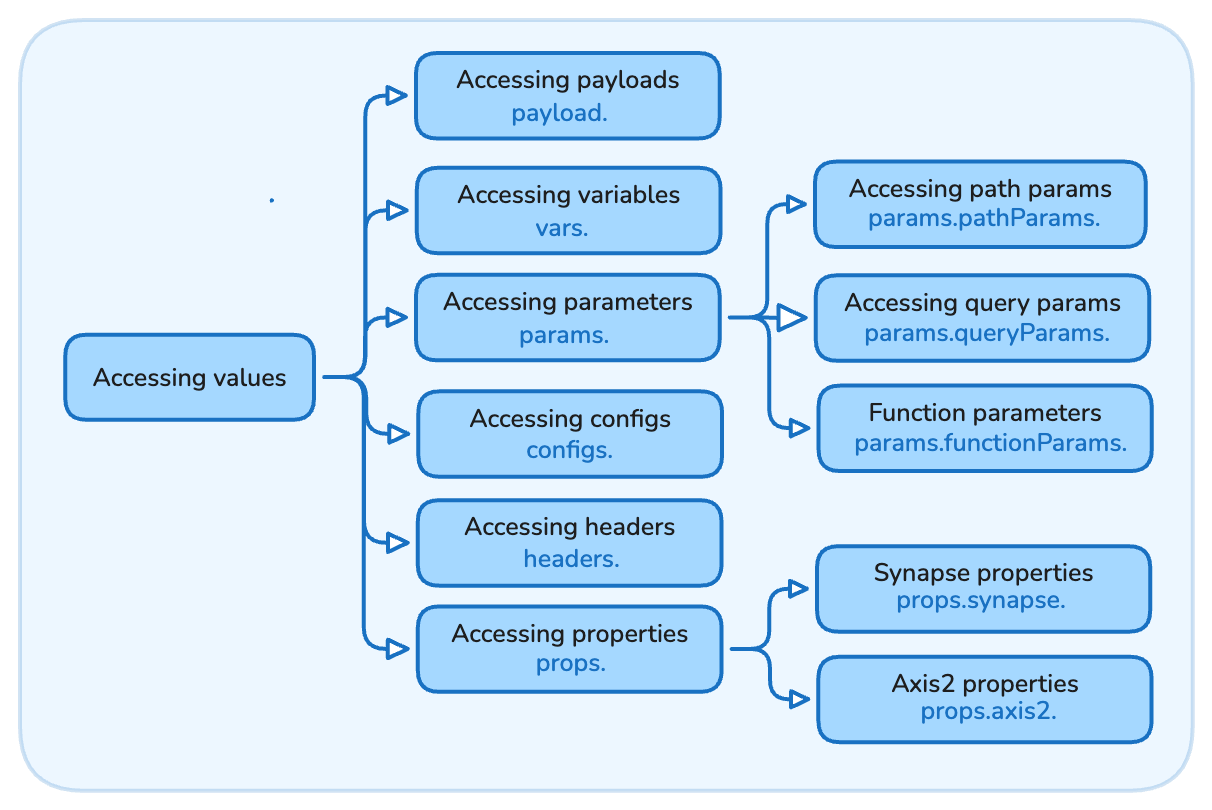 Accessing values
Accessing payloads
payload.
Accessing variables
vars.
Accessing parameters
params.
Accessing configs
configs.
Accessing headers
headers.
Accessing properties
props.
Accessing path params
params.pathParams.
Accessing query params
params.queryParams.
Function parameters
params.functionParams.
Synapse properties
props.synapse.
Axis2 properties
props.axis2.